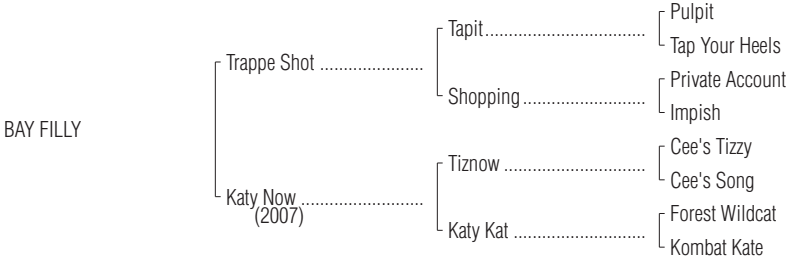 Pulpit
Tapit..................................
Tap Your Heels
Trappe Shot ......................
Private Account
Shopping..........................
Impish
BAY FILLY
Cee's Tizzy
Tiznow ..............................
Cee's Song
Katy Now ..........................
(2007)
Forest Wildcat
Katy Kat ............................
Kombat Kate